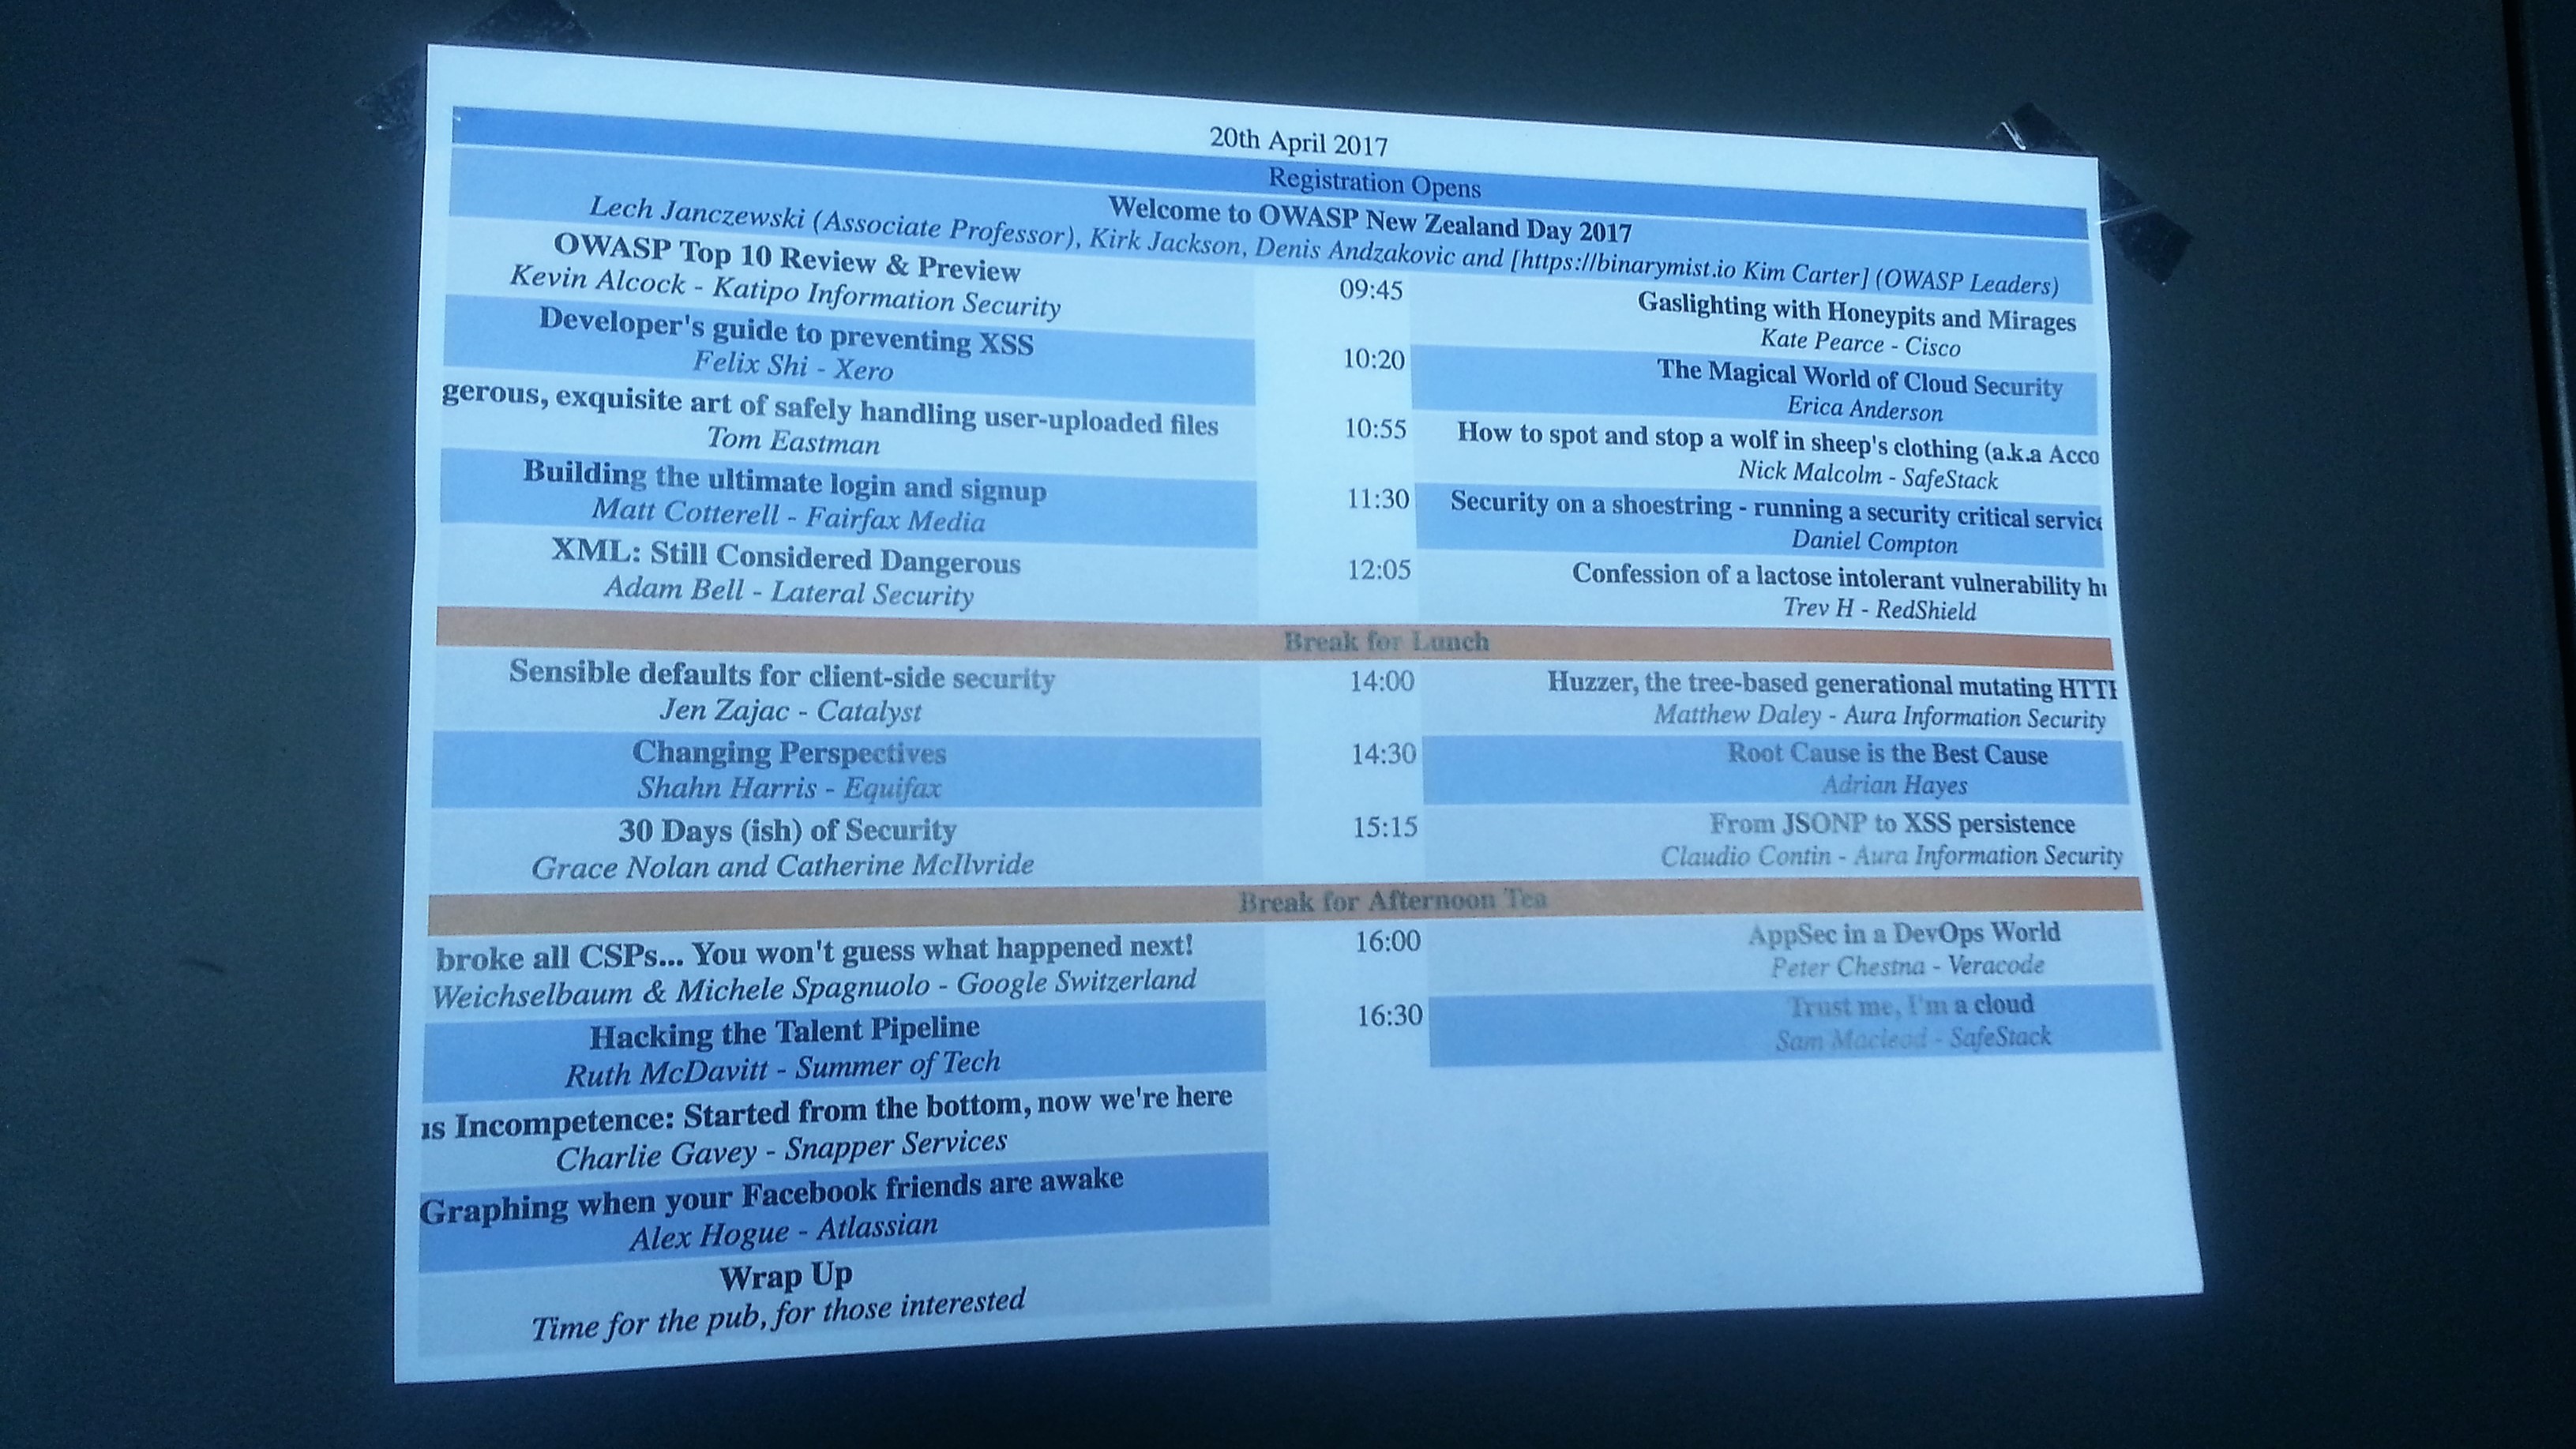 20th April 2017
Registration Opens
Welcome to OWASP New Zealand Day 2017
Lech Janczewski (Associate Professor), Kirk Jackson, Denis Andzakovic and [https://binarymist.io Kim Carter] (OWASP Leaders)
OWASP Top 10 Review & Preview
Kevin Alcock - Katipo Information Security
09:45
Gaslighting with Honeypits and Mirages
Kate Pearce - Cisco
Developer's guide to preventing XSS
Felix Shi - Xero
10:20
The Magical World of Cloud Security
Erica Anderson
gerous, exquisite art of safely handling user-uploaded files
Tom Eastman
10:55
How to spot and stop a wolf in sheep's clothing (a.k.a Acco
Nick Malcolm - SafeStack
Building the ultimate login and signup
Matt Cotterell - Fairfax Media
11:30
Security on a shoestring - running a security critical service
Daniel Compton
XML: Still Considered Dangerous
Adam Bell - Lateral Security
12:05
Confession of a lactose intolerant vulnerability
Trev H - RedShield
Break for Lunch
Sensible defaults for client-side security
Jen Zajac - Catalyst
14:00
Huzzer, the tree-based generational mutating
Matthew Daley - Aura Information Security
Changing Perspectives
Shahn Harris - Equifax
14:30
Root Cause is the Best Cause
Adrian Hayes
30 Days (ish) of Security
Grace Nolan and Catherine McIlvride
15:15
From JSONP to XSS persistence
Claudio Contin - Aura Information Security
Break for Afternoon Tea
broke all CSPs... You won't guess what happened next!
Weichselbaum & Michele Spagnuolo - Google Switzerland
16:00
AppSec in a DevOps World
Peter Chestna - Veracode
Hacking the Talent Pipeline
Ruth McDavitt - Summer of Tech
16:30
Trust me, I'm a cloud
Sam Macleod - SafeStack
Incompetence: Started from the bottom, now we're here
Charlie Gavey - Snapper Services
Graphing when your Facebook friends are awake
Alex Hogue - Atlassian
Wrap Up
Time for the pub, for those interested